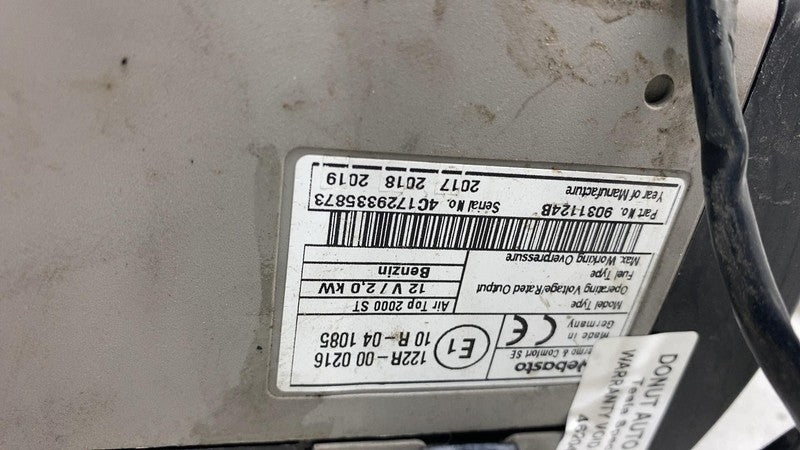 Webasto
Thermo & Comfort SE
Made in
Germany
CE
E1
122R-00 0216
10 R-04 1085
Model Type
Air Top 2000 ST
Operating Voltage/Rated Output
12 V / 2.0 kW
Fuel Type
Benzin
Max. Working Overpressure
Part No. 9031124B
Serial No. 4C1729335873
Year of Manufacture
2017 2018 2019
DONUT AUTO
Tesla
WARRANTY VOID